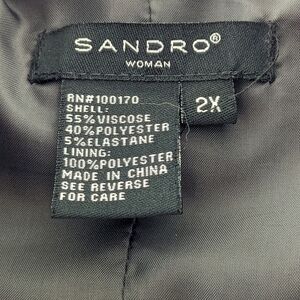 SANDRO®
WOMAN
RN#100170
SHELL:
55%VISCOSE
40%POLYESTER
5%ELASTANE
LINING:
100%POLYESTER
MADE IN CHINA
SEE REVERSE
FOR CARE
2X